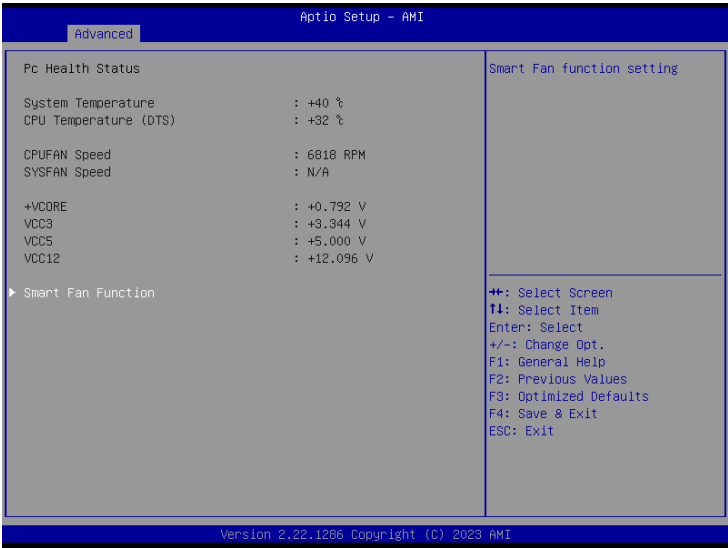 Aptio Setup – AMI
Advanced
Pc Health Status
System Temperature : +40 ℃
CPU Temperature (DTS) : +32 ℃
CPUFAN Speed : 6818 RPM
SYSFAN Speed : N/A
+VCORE : +0.792 V
VCC3 : +3.344 V
VCC5 : +5.000 V
VCC12 : +12.096 V
Smart Fan Function
Smart Fan function setting
→←: Select Screen
↑↓: Select Item
Enter: Select
+/-: Change Opt.
F1: General Help
F2: Previous Values
F3: Optimized Defaults
F4: Save & Exit
ESC: Exit
Version 2.22.1286 Copyright (C) 2023 AMI